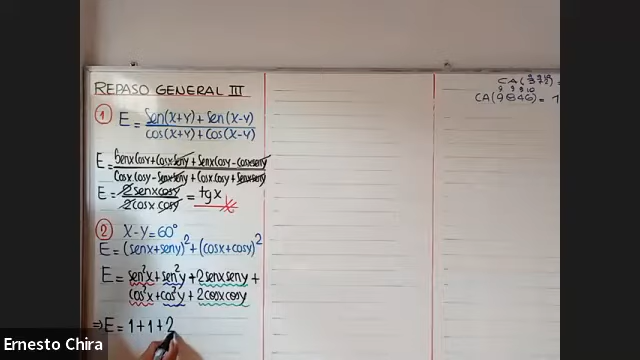 REPASO GENERAL III
CA(
CA(9846) = 1
1 E = Sen(x+y) + Sen(x-y)
cos(x+y) + cos(x-y)
E = Senxcosy + cosxseny + Senxcosy - cosxseny
cosxcosy - senxseny + cosxcosy + senxseny
E = 2senxcosy = tgx
2cosxcosy
2 x-y = 60°
E = (senx+seny)² + (cosx+cosy)²
E = sen²x + sen²y + 2senxseny +
cos²x + cos²y + 2cosxcosy
⇒ E = 1+1+2
Ernesto Chira